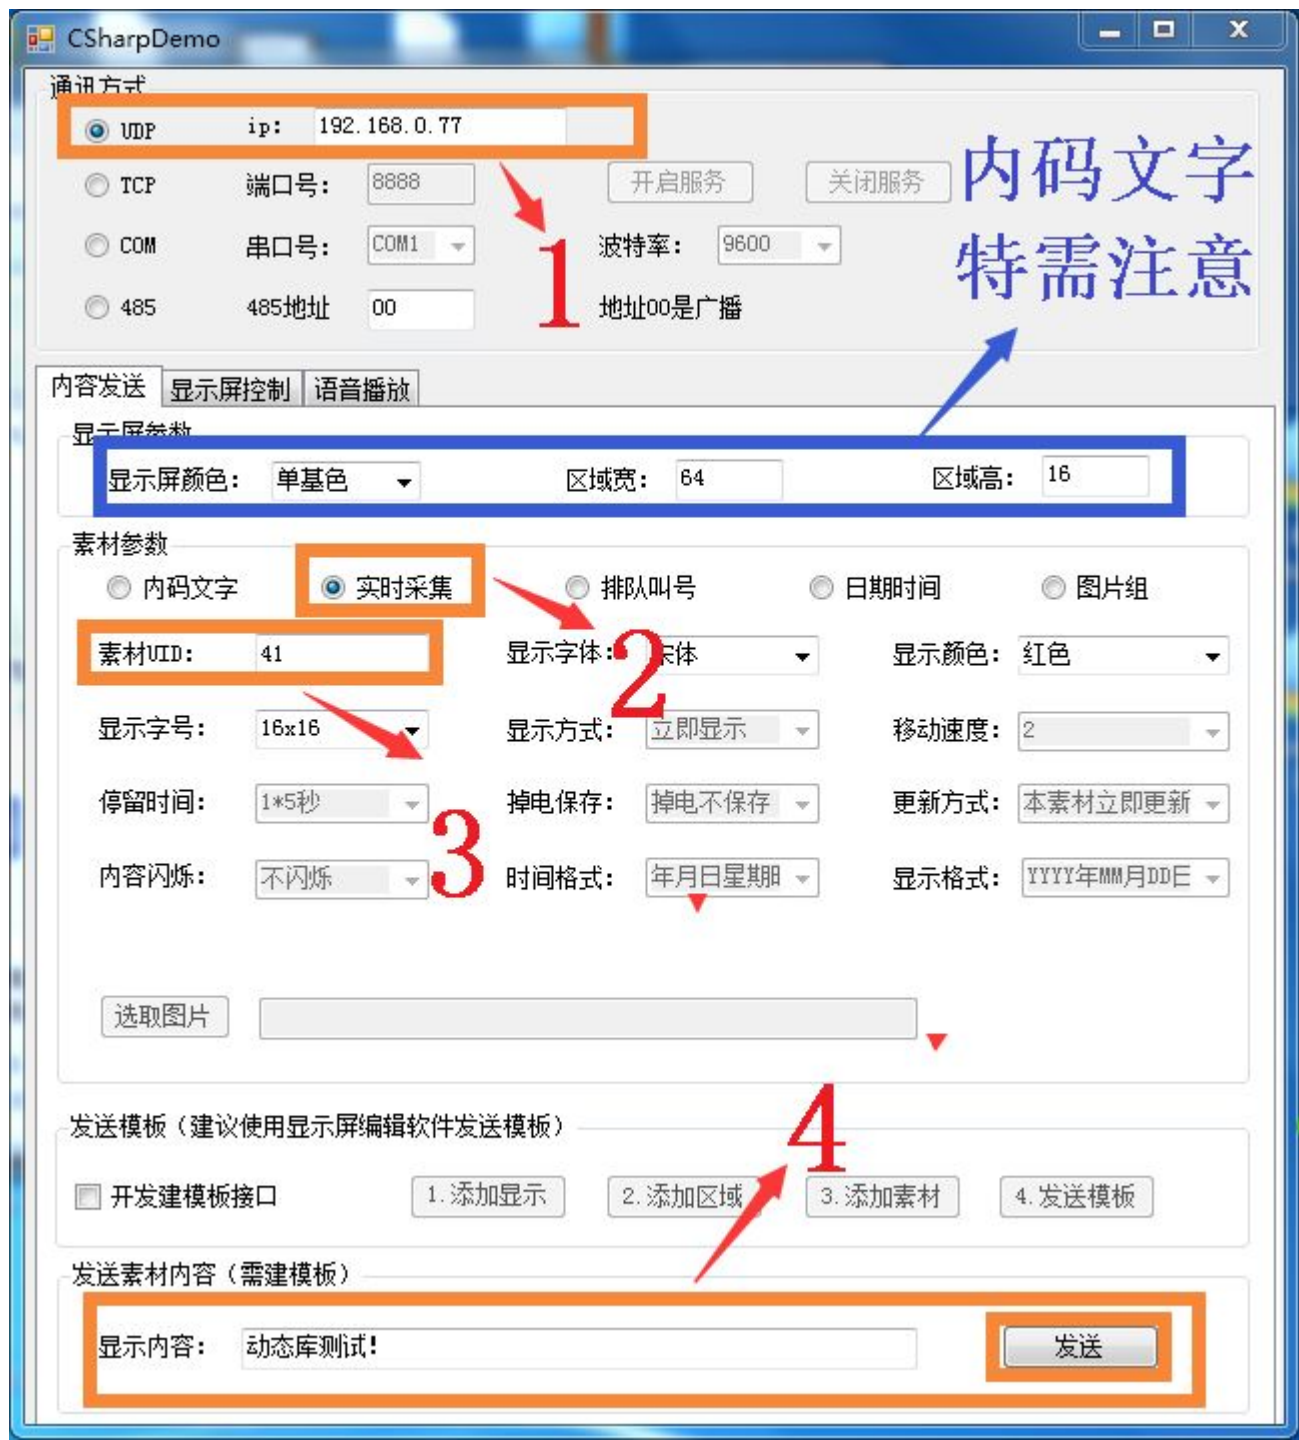 CSharpDemo
通讯方式
UDP ip: 192.168.0.77
TCP 端口号: 8888 开启服务 关闭服务
COM 串口号: COM1 波特率: 9600
485 485地址 00 地址00是广播
内码文字
特需注意
1
内容发送 显示屏控制 语音播放
显示屏参数
显示屏颜色: 单基色 区域宽: 64 区域高: 16
素材参数
内码文字 实时采集 排队叫号 日期时间 图片组
素材UID: 41 显示字体: 宋体 显示颜色: 红色
2
显示字号: 16x16 显示方式: 立即显示 移动速度: 2
停留时间: 1*5秒 掉电保存: 掉电不保存 更新方式: 本素材立即更新
3
内容闪烁: 不闪烁 时间格式: 年月日星期 显示格式: YYYY年MM月DD日
选取图片
4
发送模板（建议使用显示屏编辑软件发送模板）
开发建模板接口 1.添加显示 2.添加区域 3.添加素材 4.发送模板
发送素材内容（需建模板）
显示内容: 动态库测试! 发送